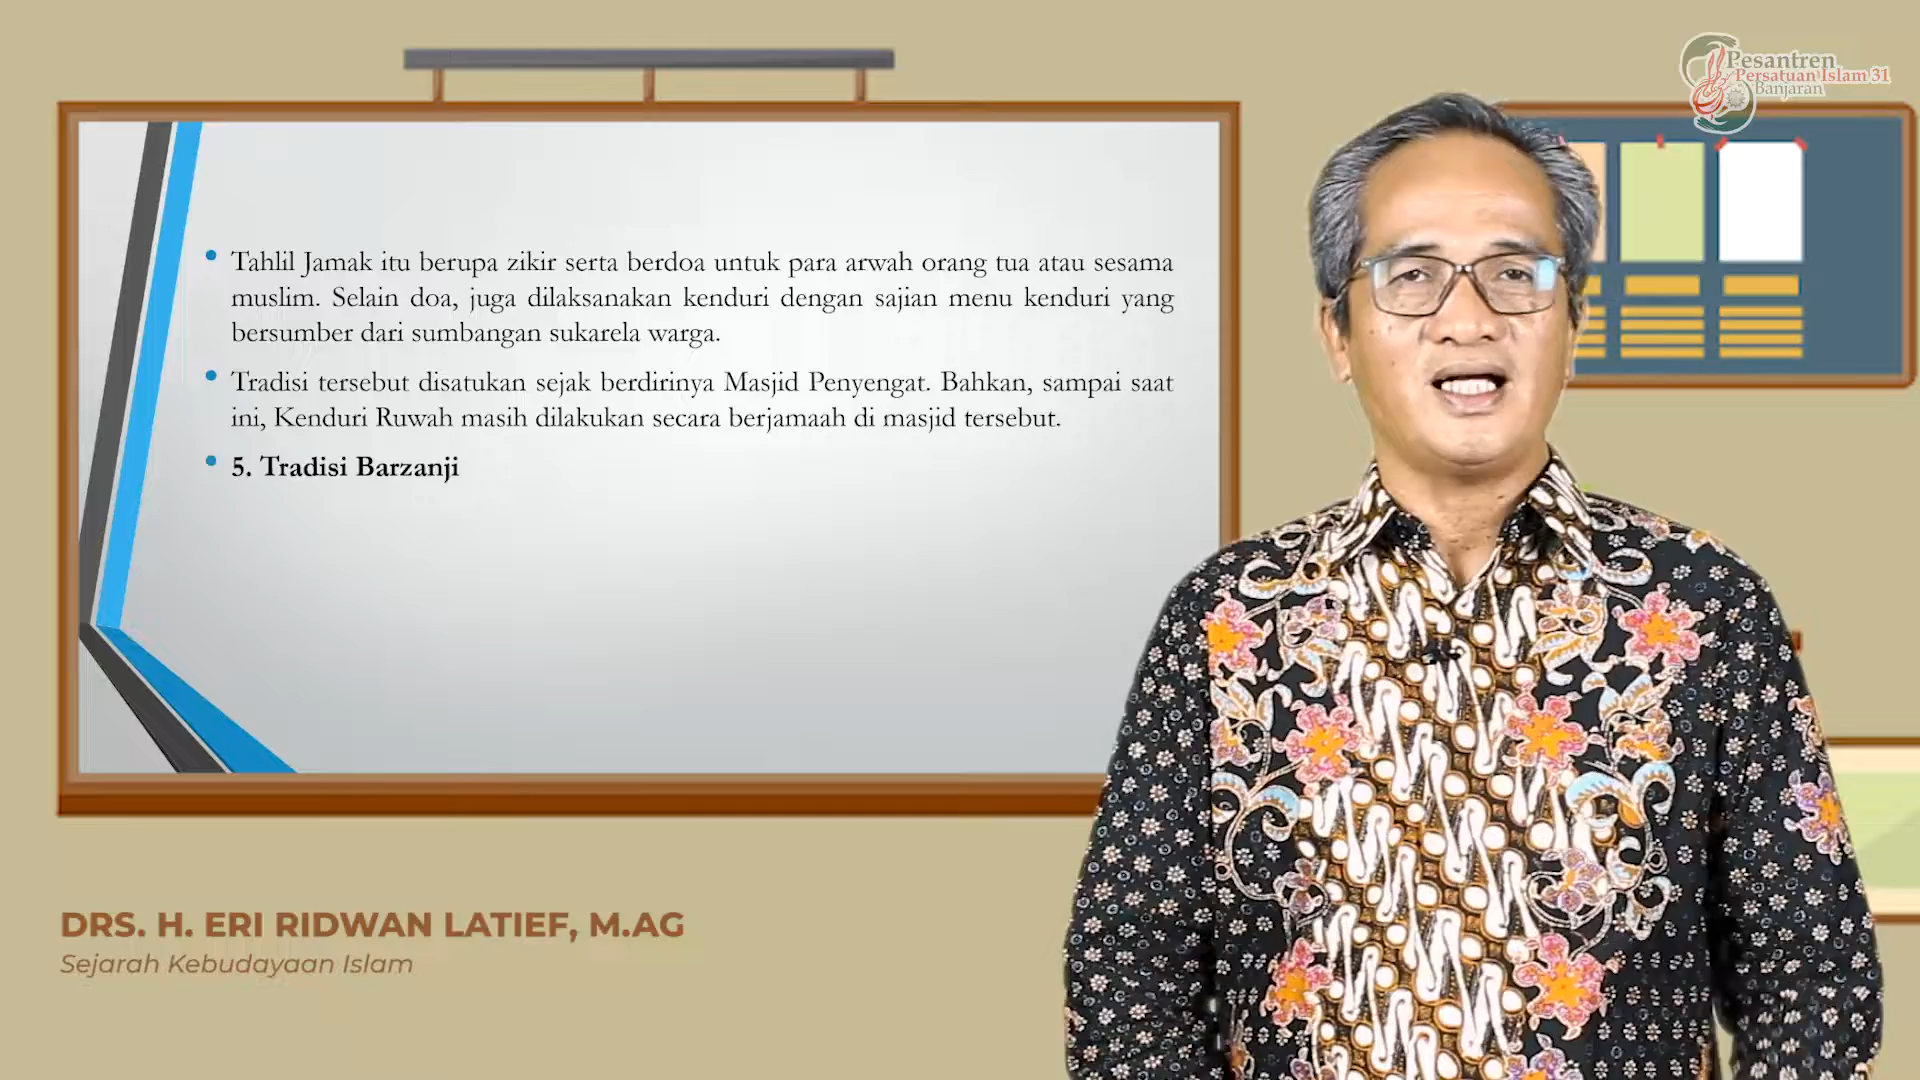 Pesantren
Persatuan Islam 31
Banjaran
• Tahlil Jamak itu berupa zikir serta berdoa untuk para arwah orang tua atau sesama
muslim. Selain doa, juga dilaksanakan kenduri dengan sajian menu kenduri yang
bersumber dari sumbangan sukarela warga.
• Tradisi tersebut disatukan sejak berdirinya Masjid Penyengat. Bahkan, sampai saat
ini, Kenduri Ruwah masih dilakukan secara berjamaah di masjid tersebut.
• 5. Tradisi Barzanji
DRS. H. ERI RIDWAN LATIEF, M.AG
Sejarah Kebudayaan Islam